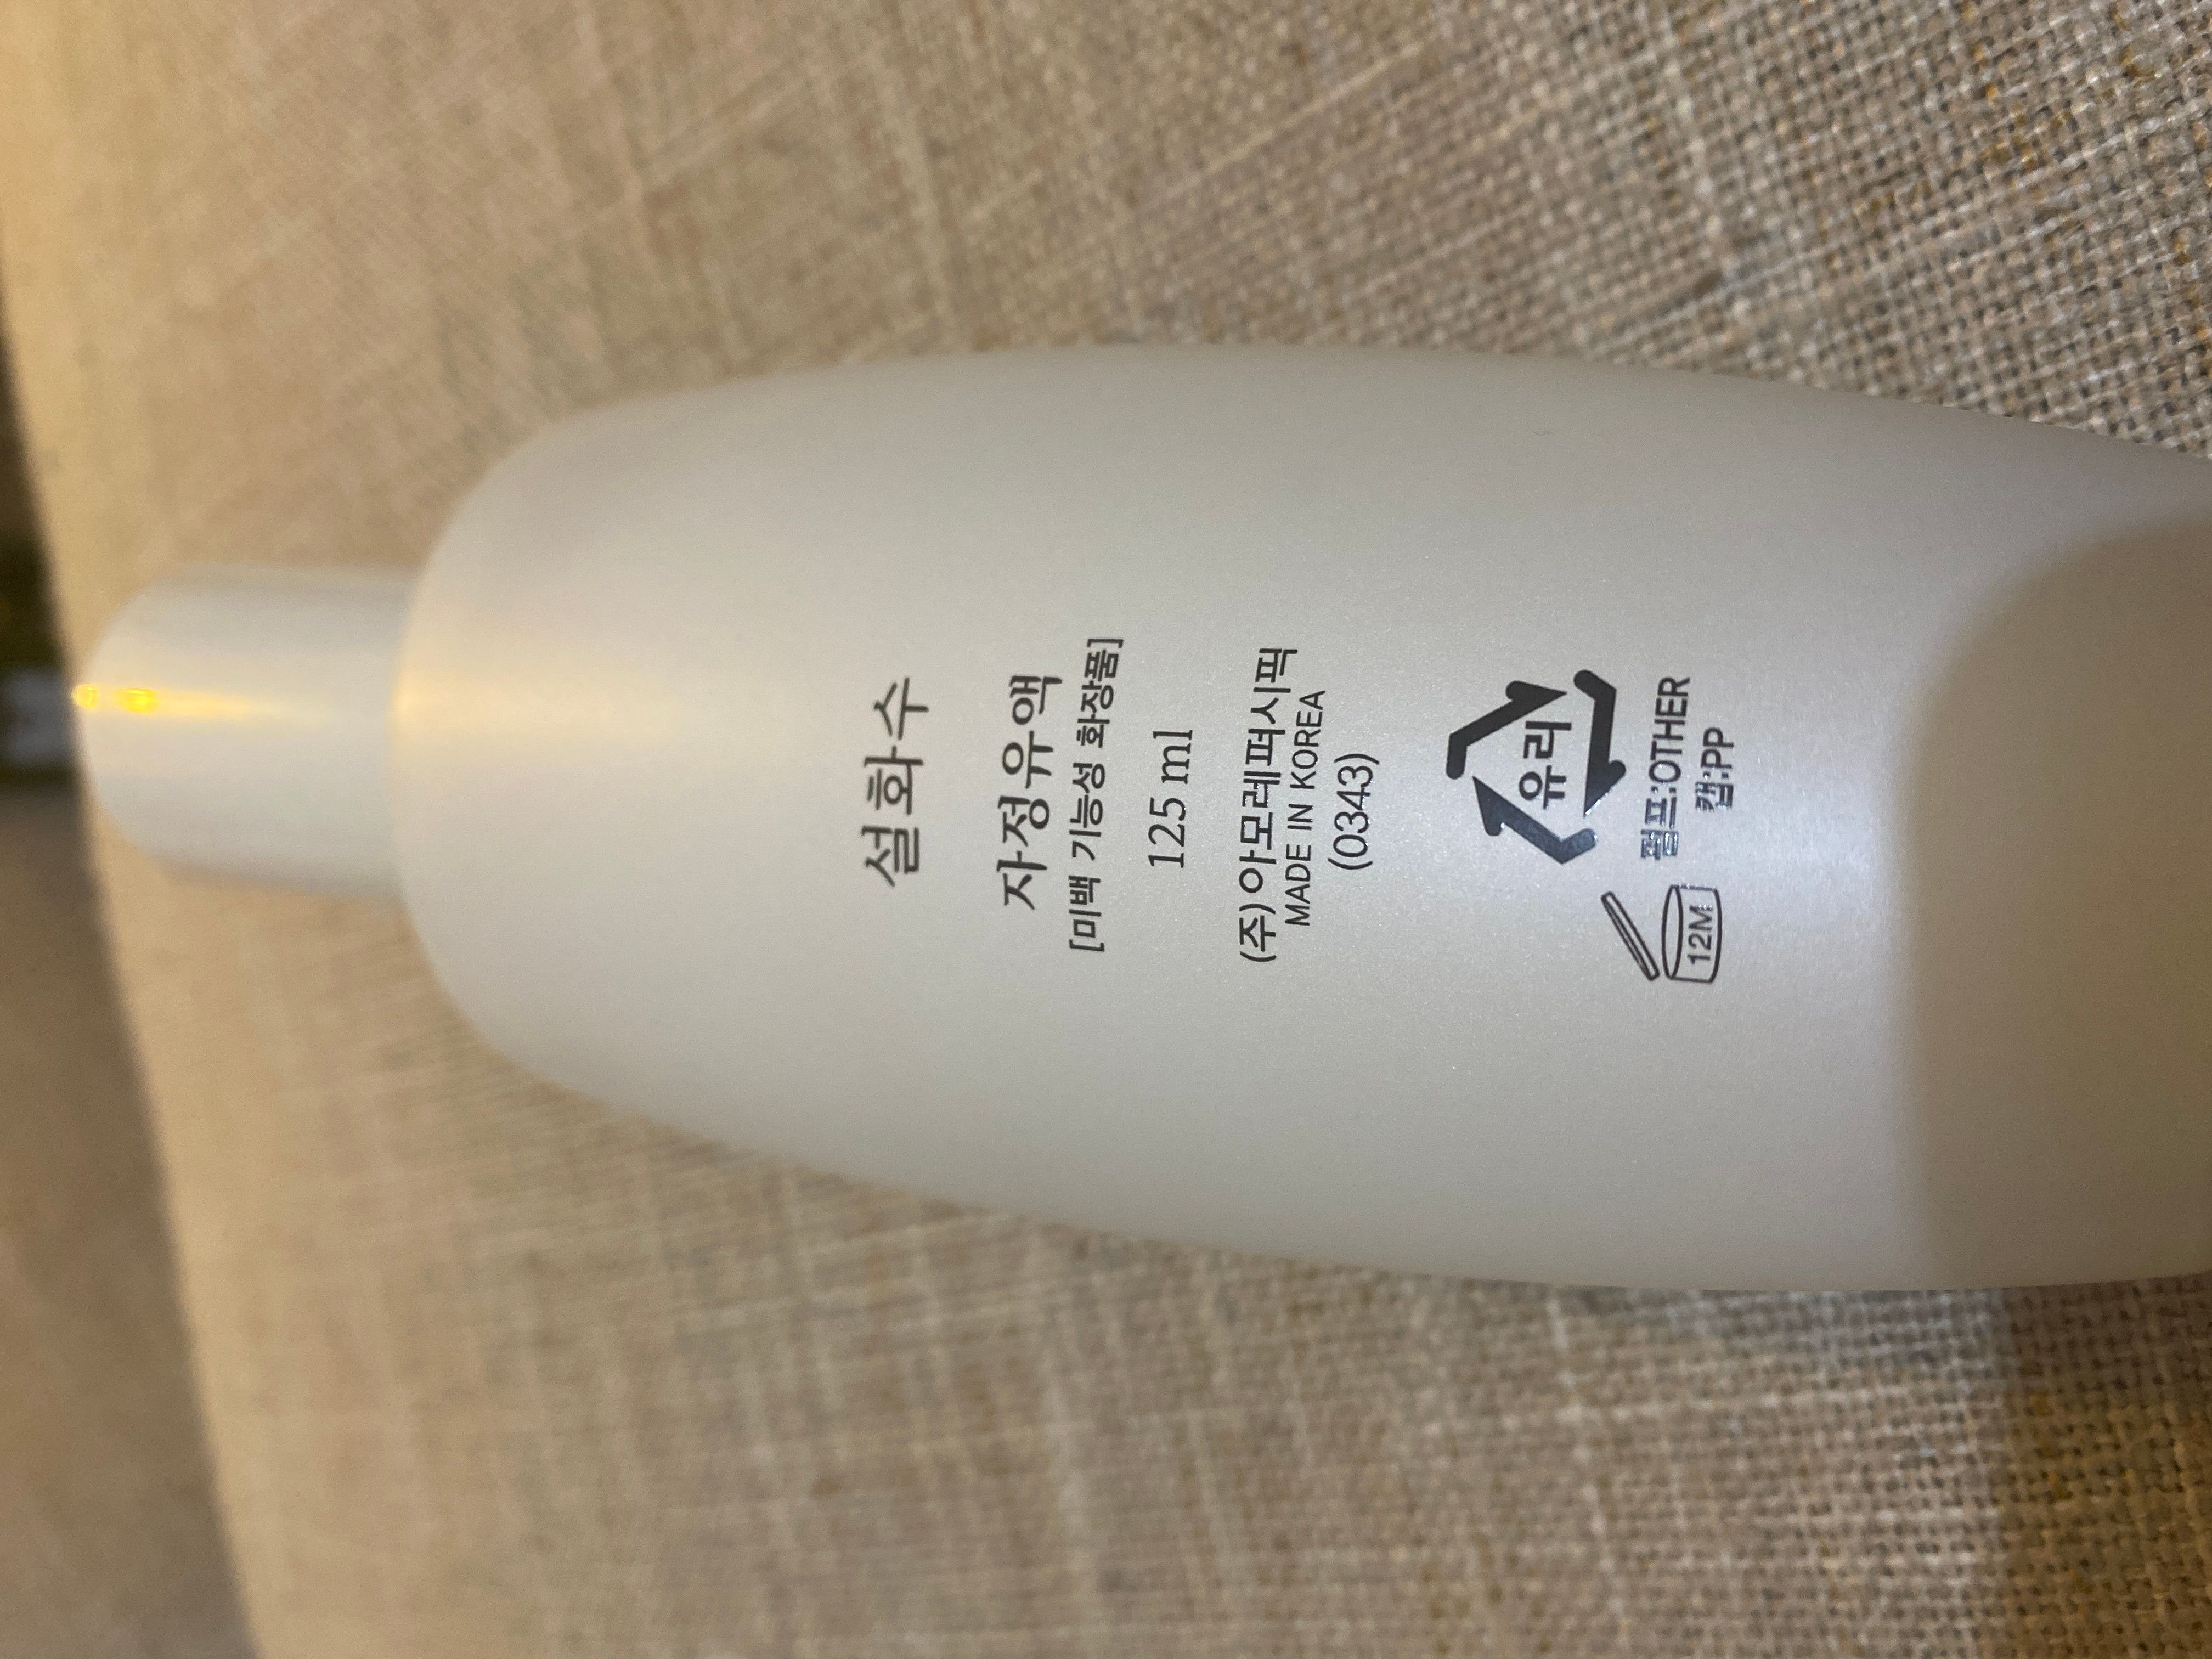 설화수
자정유액
[미백 기능성 화장품]
125 ml
(주)아모레퍼시픽
MADE IN KOREA
(0343)
유리
펌프:OTHER
캡:PP
12M